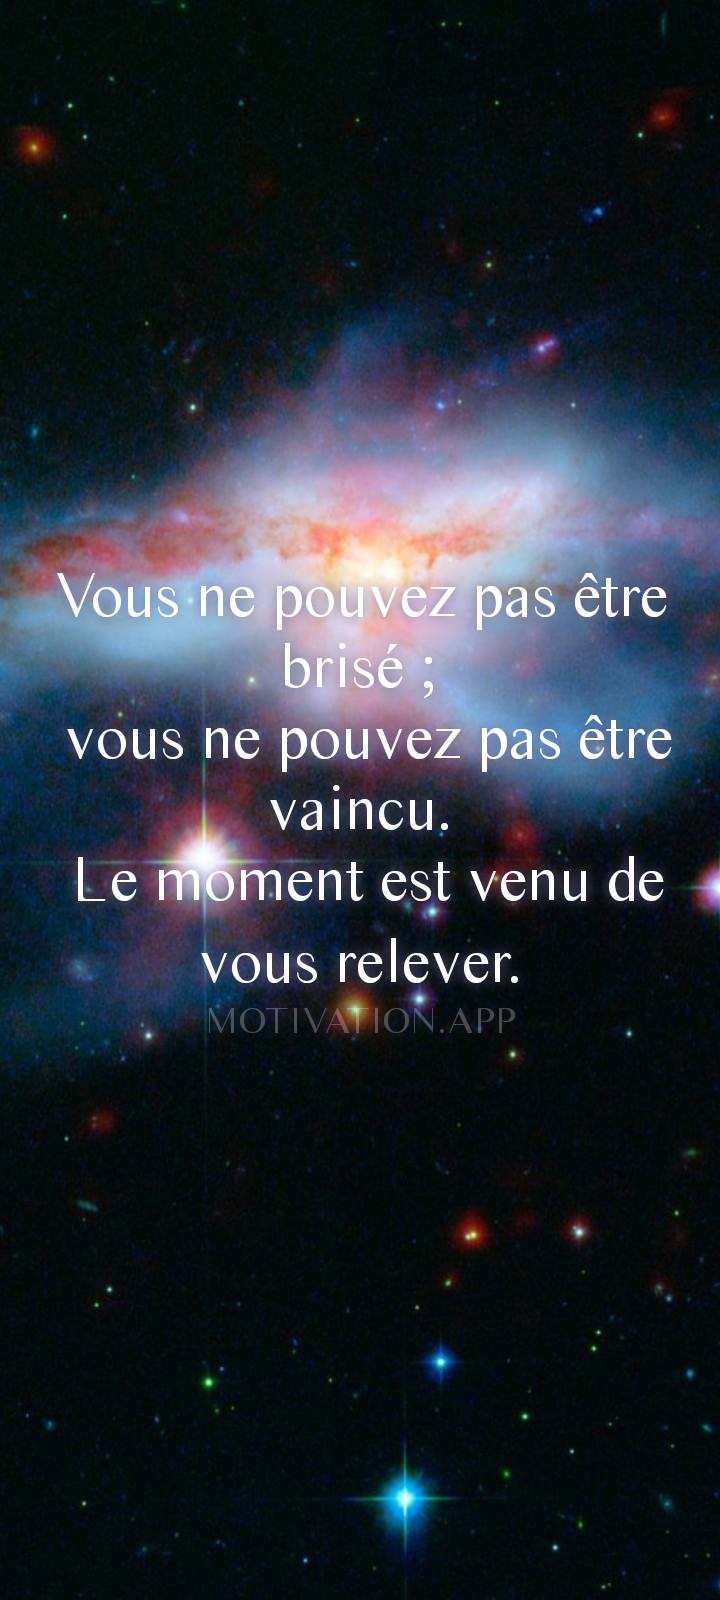 Vous ne pouvez pas être
brisé ;
vous ne pouvez pas être
vaincu.
Le moment est venu de
vous relever.
MOTIVATION.APP